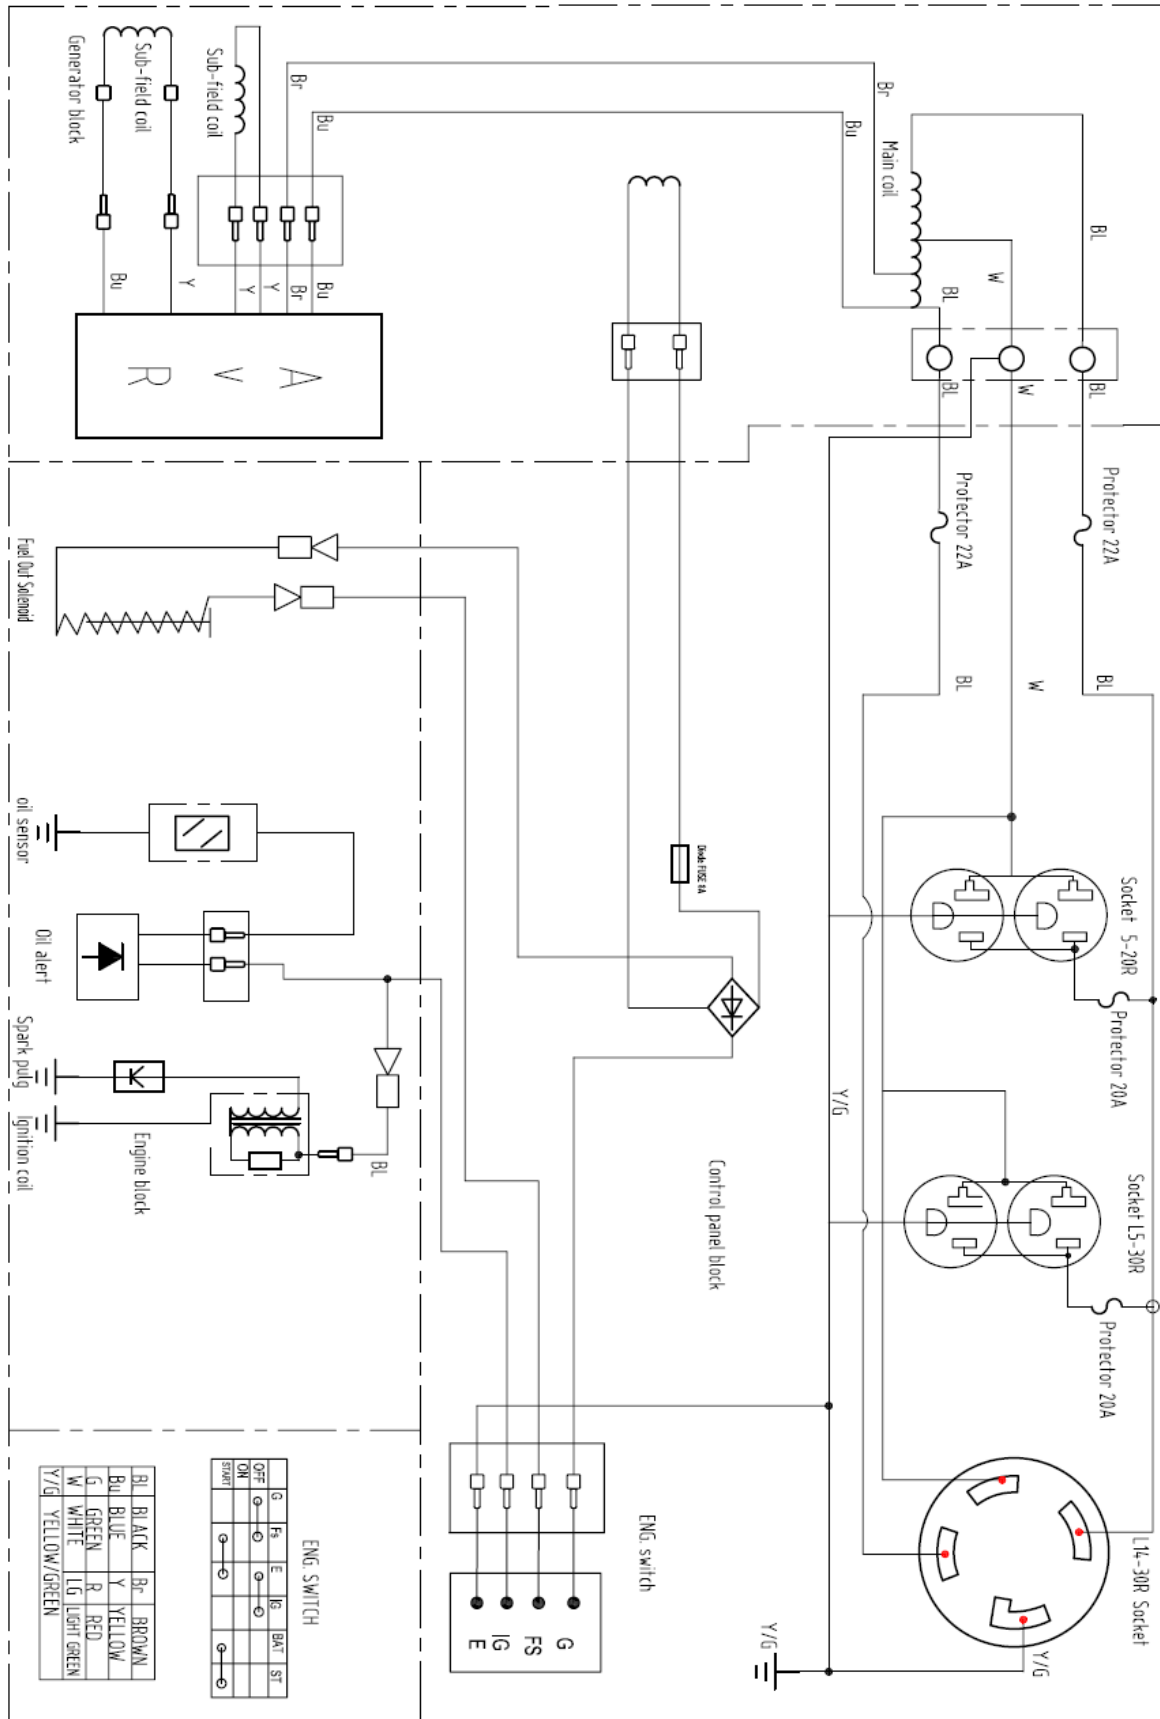 Generator block
Sub-field coil
Sub-field coil
Br
Bu
Br
Bu
Main coil
BL
W
BL
BL
W
BL
Bu
Y
Y
Y
Br
Bu
A V R
Protector 22A
Protector 22A
BL
W
BL
Fuel Out Solenoid
oil sensor
Oil alert
Spark pulg
Ignition coil
Engine block
BL
Diode FUSE
Control panel block
Y/G
Socket 5-20R
Protector 20A
Socket L5-30R
Protector 20A
L14-30R Socket
Y/G
Y/G
ENG. switch
G
FS
IG
E
ENG. SWITCH
G FS E IG BAT ST
OFF
ON
START
BL BLACK Br BROWN
Bu BLUE Y YELLOW
G GREEN R RED
W WHITE LG LIGHT GREEN
Y/G YELLOW/GREEN